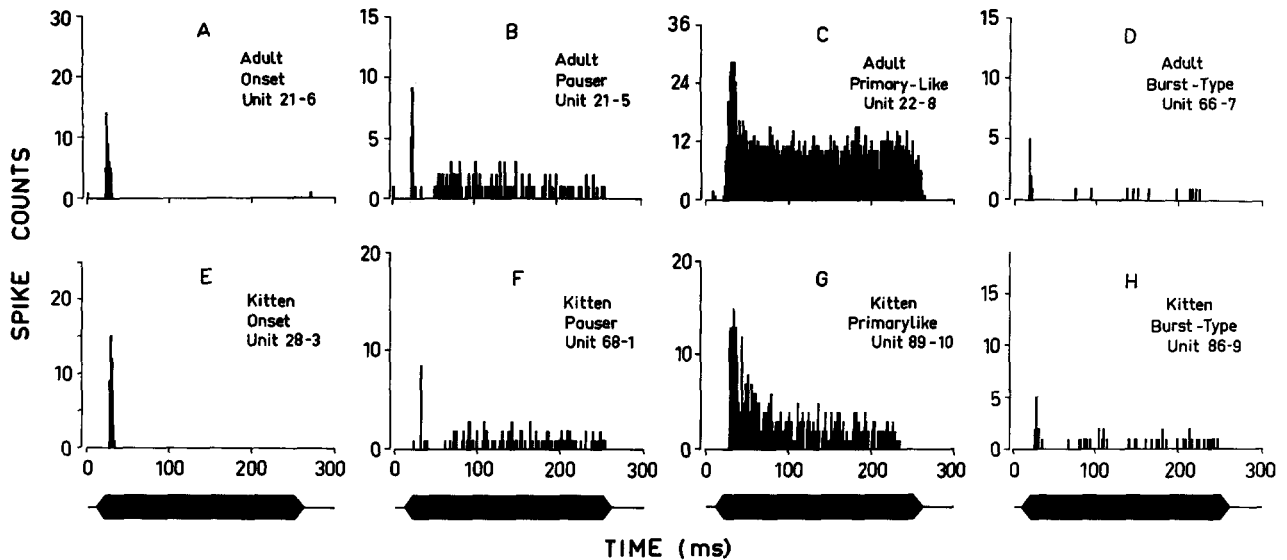 30
20
10
0
A
Adult
Onset
Unit 21-6
15
10
5
0
B
Adult
Pauser
Unit 21-5
36
24
12
0
C
Adult
Primary-Like
Unit 22-8
15
10
5
0
D
Adult
Burst-Type
Unit 66-7
SPIKE COUNTS
20
10
0
E
Kitten
Onset
Unit 28-3
20
10
0
F
Kitten
Pauser
Unit 68-1
20
10
0
G
Kitten
Primarylike
Unit 89-10
15
10
5
0
H
Kitten
Burst-Type
Unit 86-9
0 100 200 300
0 100 200 300
0 100 200 300
0 100 200 300
TIME (ms)